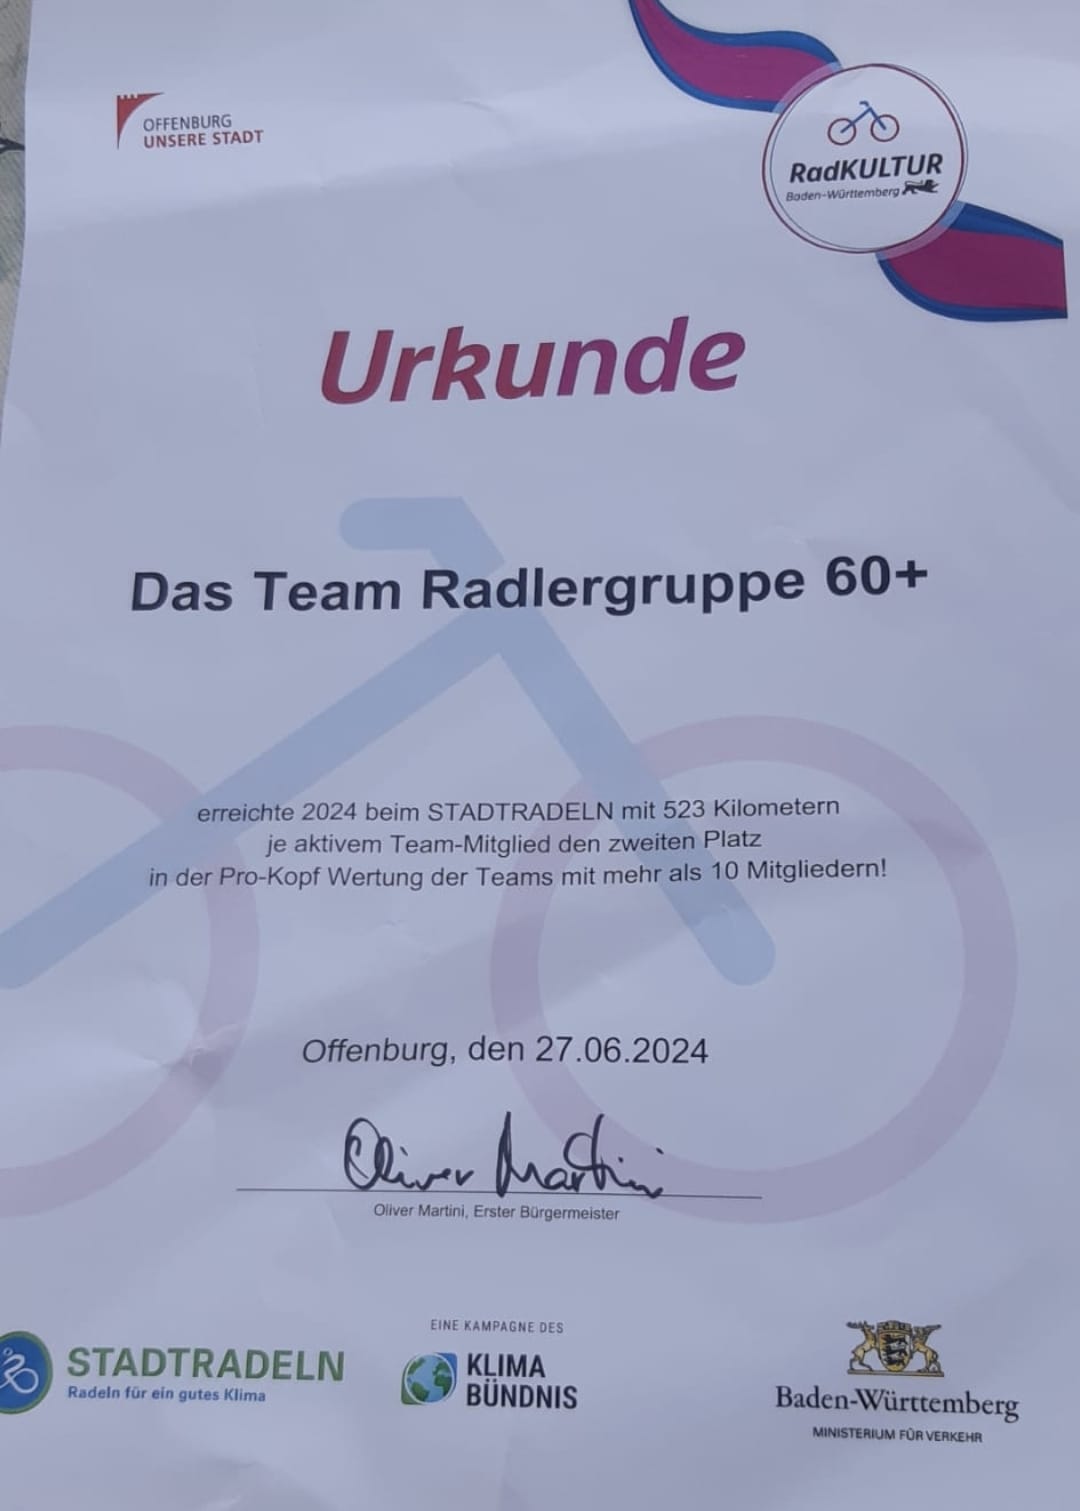 OFFENBURG
UNSERE STADT
RadKULTUR
Baden-Württemberg
Urkunde
Das Team Radlergruppe 60+
erreichte 2024 beim STADTRADELN mit 523 Kilometern
je aktivem Team-Mitglied den zweiten Platz
in der Pro-Kopf Wertung der Teams mit mehr als 10 Mitgliedern!
Offenburg, den 27.06.2024
Oliver Martini
Oliver Martini, Erster Bürgermeister
STADTRADELN
Radeln für ein gutes Klima
EINE KAMPAGNE DES
KLIMA
BÜNDNIS
Baden-Württemberg
MINISTERIUM FÜR VERKEHR